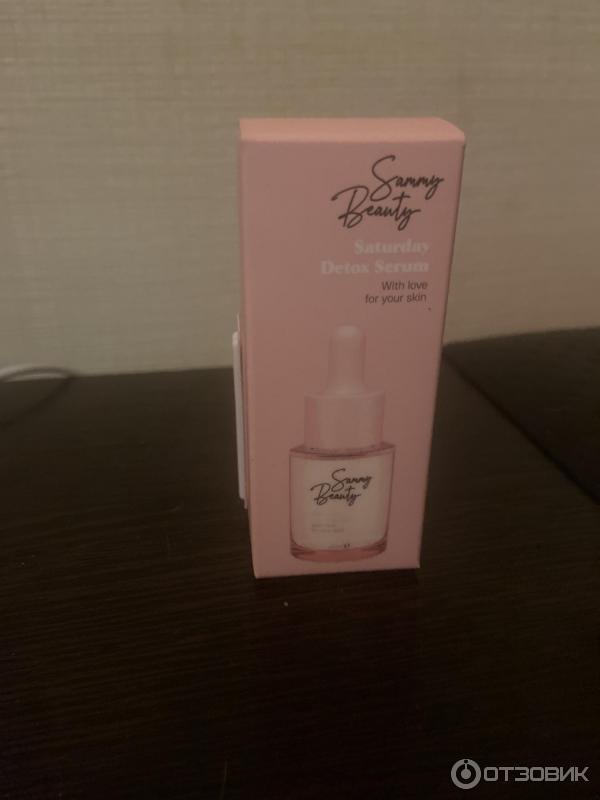 Sammy
Beauty
Saturday
Detox Serum
With love
for your skin
Sammy
Beauty
ОТЗОВИК